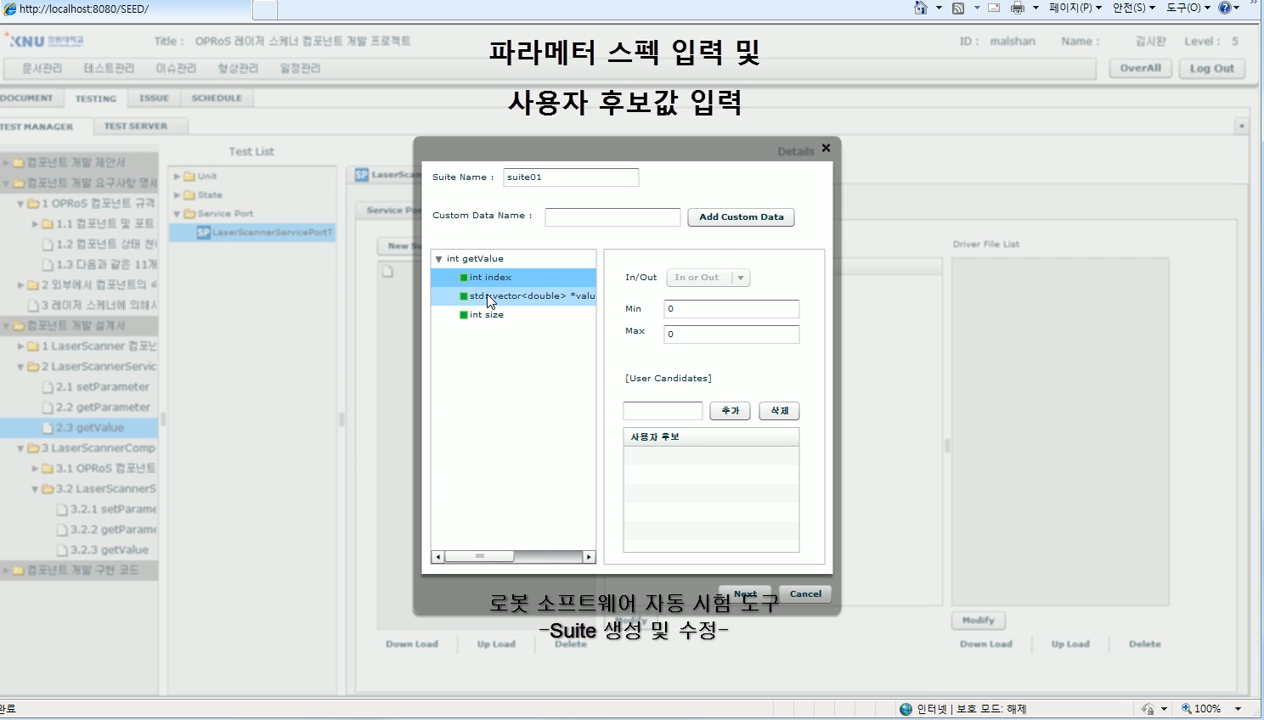 http://localhost:8080/SEED/
페이지(P)
안전(S)
도구(O)
KNU 강원대학교
Title : OPRoS 레이저 스케너 컴포넌트 개발 프로젝트
ID : malshan Name : 김시완 Level : 5
문서관리 테스트관리 이슈관리 형상관리 일정관리
OverAll Log Out
파라메터 스펙 입력 및
사용자 후보값 입력
DOCUMENT TESTING ISSUE SCHEDULE
TEST MANAGER TEST SERVER
컴포넌트 개발 제안서
컴포넌트 개발 요구사항 명세
1 OPRoS 컴포넌트 규격
1.1 컴포넌트 및 포트
1.2 컴포넌트 상태 천
1.3 다음과 같은 11개
2 외부에서 컴포넌트의
3 레이저 스케너에 의해서
컴포넌트 개발 설계서
1 LaserScanner 컴포넌
2 LaserScannerServic
2.1 setParameter
2.2 getParameter
2.3 getValue
3 LaserScannerComp
3.1 OPRoS 컴포넌트
3.2 LaserScannerS
3.2.1 setParame
3.2.2 getParame
3.2.3 getValue
컴포넌트 개발 구현 코드
Test List
Unit
State
Service Port
SP LaserScannerServicePortT
SP LaserScan
Service Por
New Su
Details
Suite Name : suite01
Custom Data Name :
Add Custom Data
int getValue
int index
std::vector<double> *valu
int size
In/Out In or Out
Min 0
Max 0
[User Candidates]
추가 삭제
사용자 후보
Next Cancel
Driver File List
Modify
Down Load Up Load Delete
Modify
Down Load Up Load Delete
로봇 소프트웨어 자동 시험 도구
-Suite 생성 및 수정-
완료
인터넷 | 보호 모드: 해제
100%